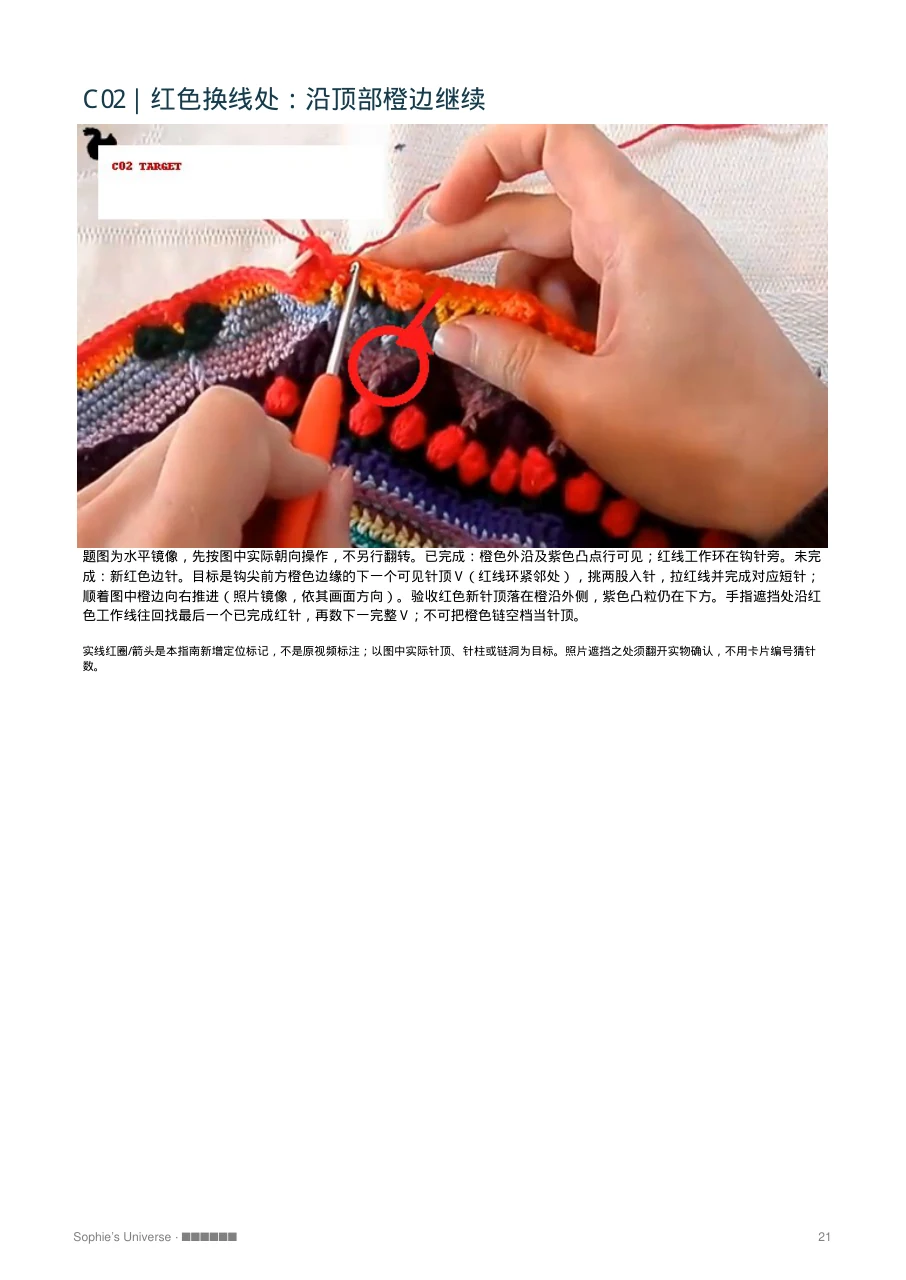 C02 | 红色换线处：沿顶部橙边继续
C02 TARGET
题图为水平镜像，先按图中实际朝向操作，不另行翻转。已完成：橙色外沿及紫色凸点行可见；红线工作环在钩针旁。未完
成：新红色边针。目标是钩尖前方橙色边缘的下一个可见针顶V（红线环紧邻处），挑两股入针，拉红线并完成对应短针；
顺着图中橙边向右推进（照片镜像，依其画面方向）。验收红色新针顶落在橙沿外侧，紫色凸粒仍在下方。手指遮挡处沿红
色工作线往回找最后一个已完成红针，再数下一完整V；不可把橙色链空档当针顶。
实线红圈/箭头是本指南新增定位标记，不是原视频标注；以图中实际针顶、针柱或链洞为目标。照片遮挡之处须翻开实物确认，不用卡片编号猜针
数。
Sophie's Universe · ■■■■■■
21